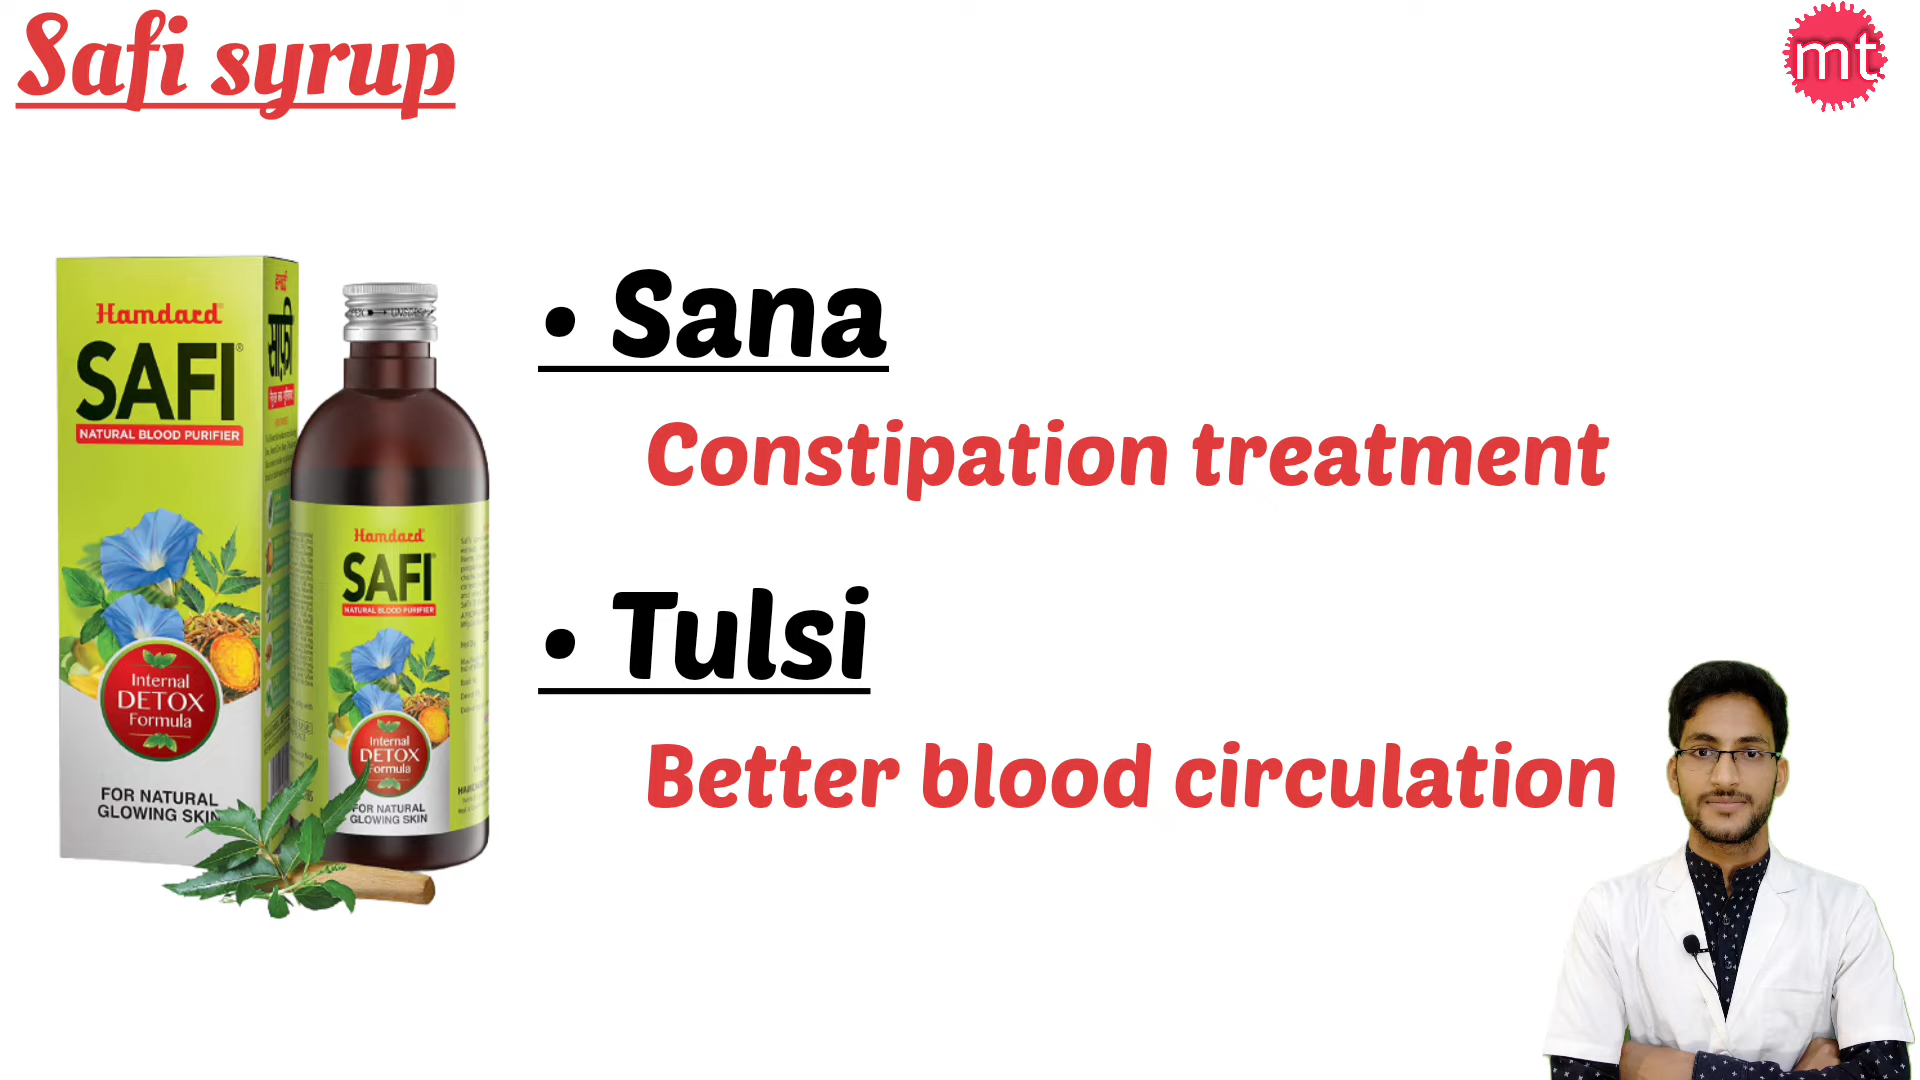 Safi syrup
mt
Hamdard
SAFI
NATURAL BLOOD PURIFIER
Internal
DETOX
Formula
FOR NATURAL
GLOWING SKIN
साफ़ी
Hamdard
SAFI
NATURAL BLOOD PURIFIER
Internal
DETOX
Formula
FOR NATURAL
GLOWING SKIN
• Sana
Constipation treatment
• Tulsi
Better blood circulation